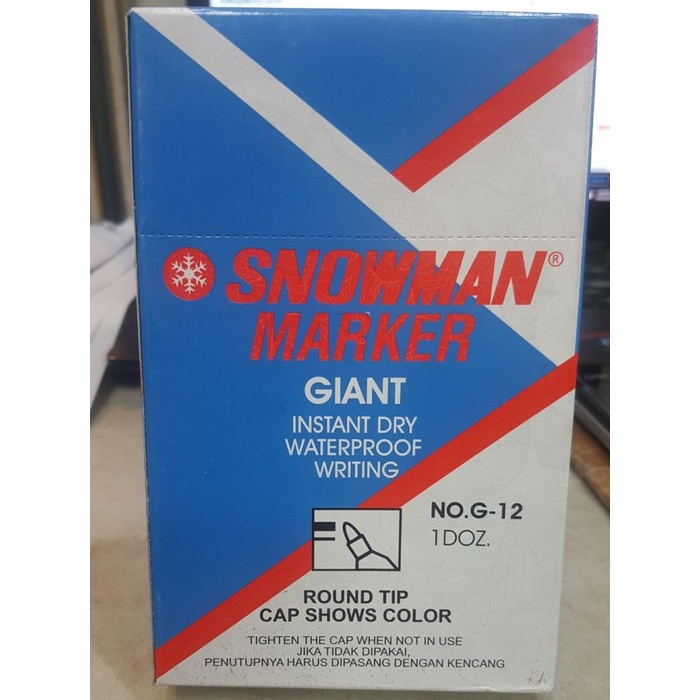 SNOWMAN®
MARKER
GIANT
INSTANT DRY
WATERPROOF
WRITING
NO.G-12
1DOZ.
ROUND TIP
CAP SHOWS COLOR
TIGHTEN THE CAP WHEN NOT IN USE
JIKA TIDAK DIPAKAI,
PENUTUPNYA HARUS DIPASANG DENGAN KENCANG